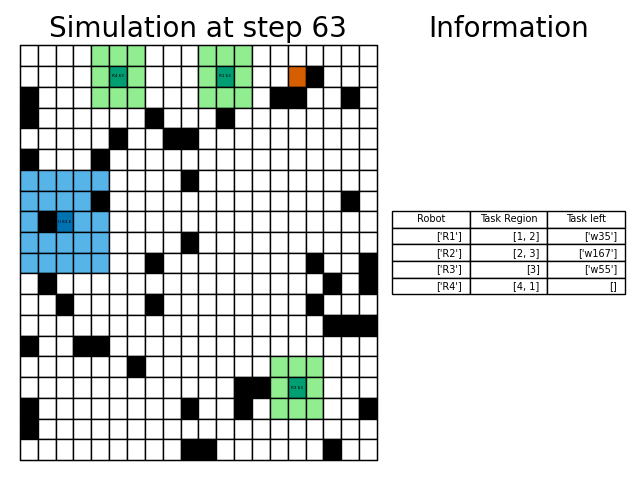 Simulation at step 63
Information
Robot Task Region Task left
['R1'] [1, 2] ['w35']
['R2'] [2, 3] ['w167']
['R3'] [3] ['w55']
['R4'] [4, 1] []